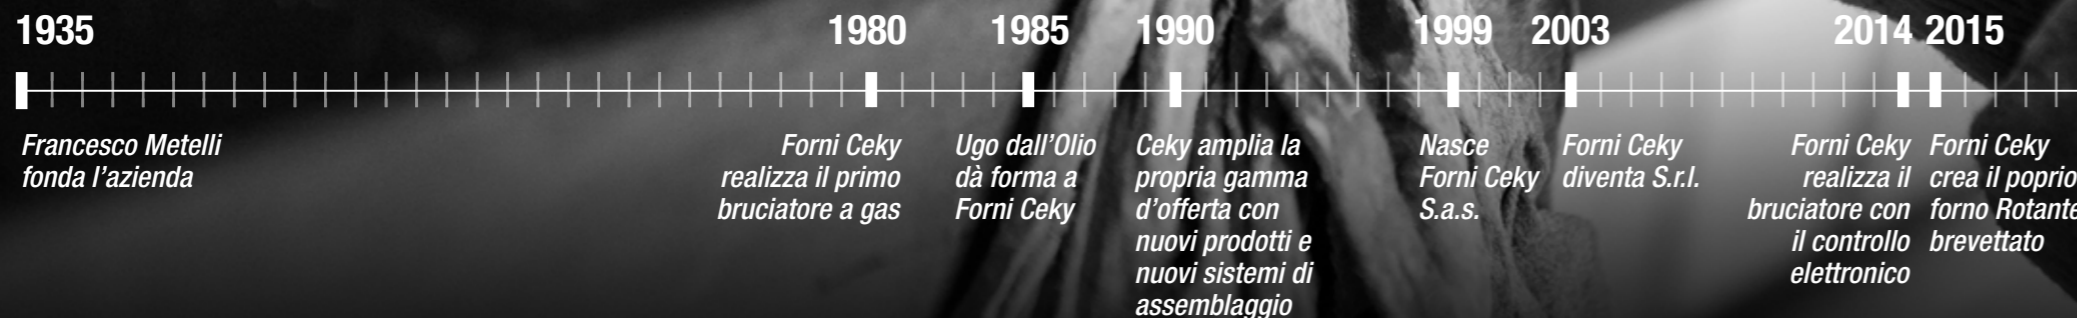 1935
1980
1985
1990
1999
2003
2014
2015
Francesco Metelli
fonda l’azienda
Forni Ceky
realizza il primo
bruciatore a gas
Ugo dall’Olio
dà forma a
Forni Ceky
Ceky amplia la
propria gamma
d’offerta con
nuovi prodotti e
nuovi sistemi di
assemblaggio
Nasce
Forni Ceky
S.a.s.
Forni Ceky
diventa S.r.l.
Forni Ceky
realizza il
bruciatore con
il controllo
elettronico
Forni Ceky
crea il poprio
forno Rotante
brevettato